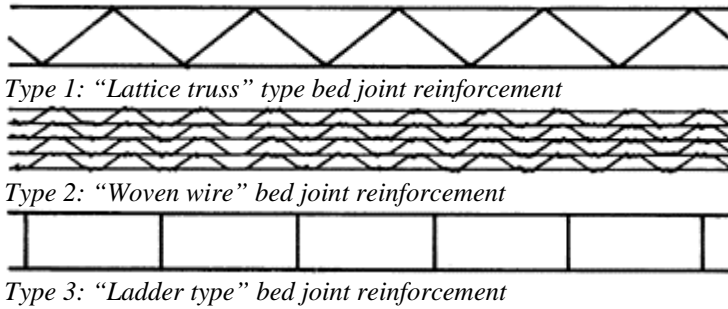 Type 1: “Lattice truss” type bed joint reinforcement
Type 2: “Woven wire” bed joint reinforcement
Type 3: “Ladder type” bed joint reinforcement